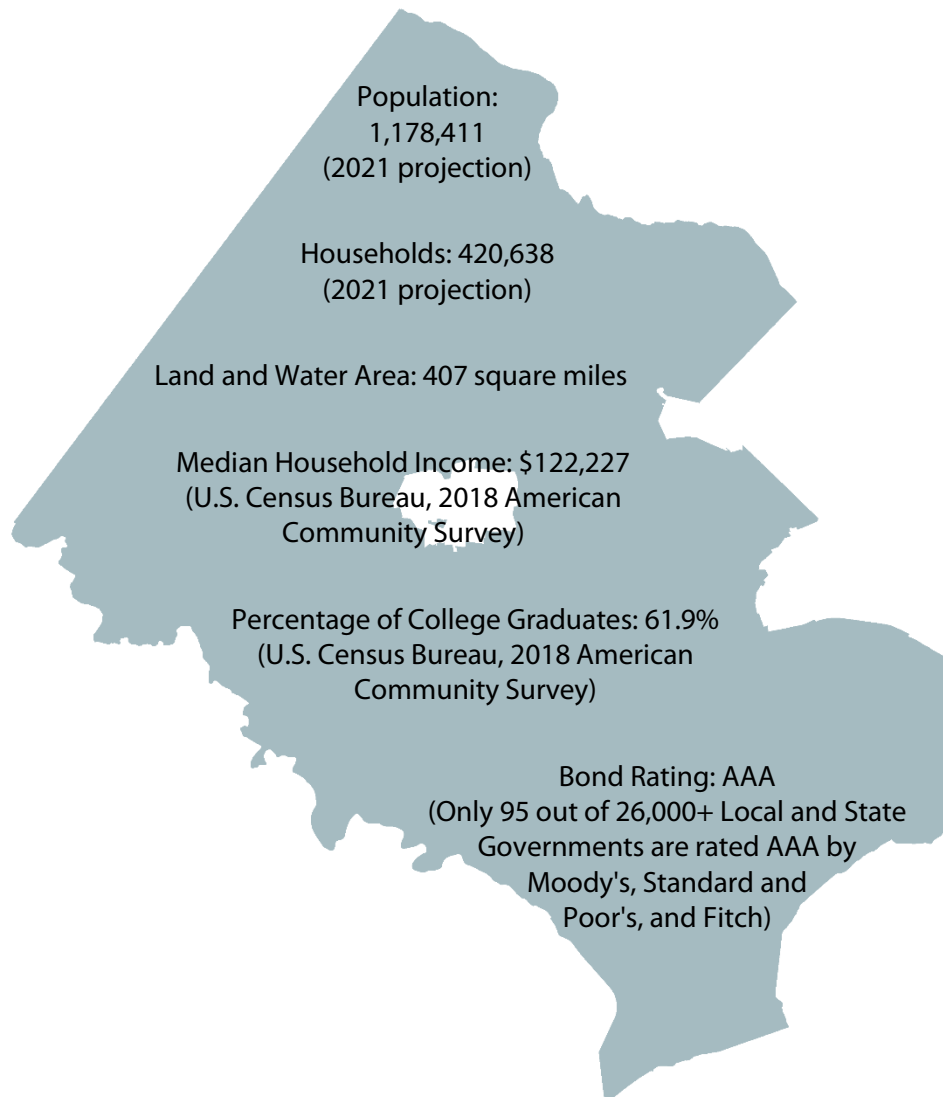 Population:
1,178,411
(2021 projection)
Households: 420,638
(2021 projection)
Land and Water Area: 407 square miles
Median Household Income: $122,227
(U.S. Census Bureau, 2018 American
Community Survey)
Percentage of College Graduates: 61.9%
(U.S. Census Bureau, 2018 American
Community Survey)
Bond Rating: AAA
(Only 95 out of 26,000+ Local and State
Governments are rated AAA by
Moody's, Standard and
Poor's, and Fitch)